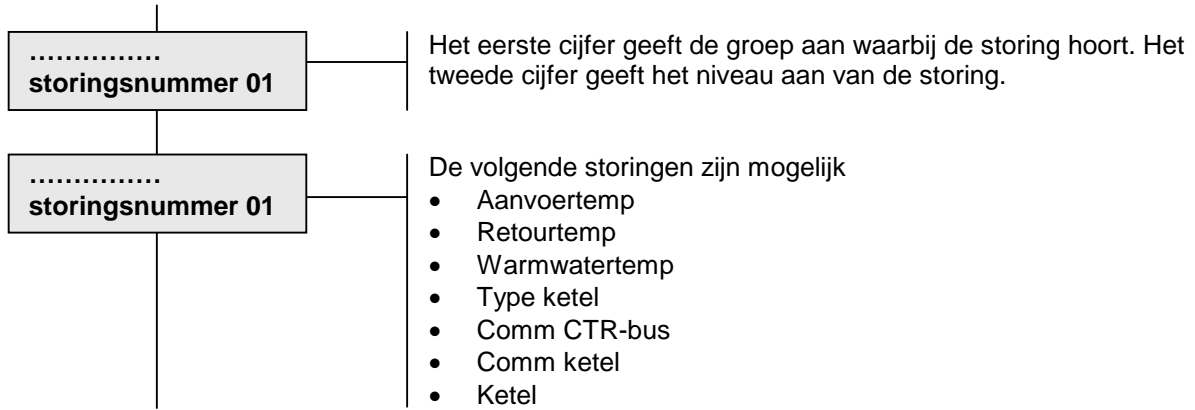 ……………
storingsnummer 01
Het eerste cijfer geeft de groep aan waarbij de storing hoort. Het
tweede cijfer geeft het niveau aan van de storing.
……………
storingsnummer 01
De volgende storingen zijn mogelijk
• Aanvoertemp
• Retourtemp
• Warmwatertemp
• Type ketel
• Comm CTR-bus
• Comm ketel
• Ketel